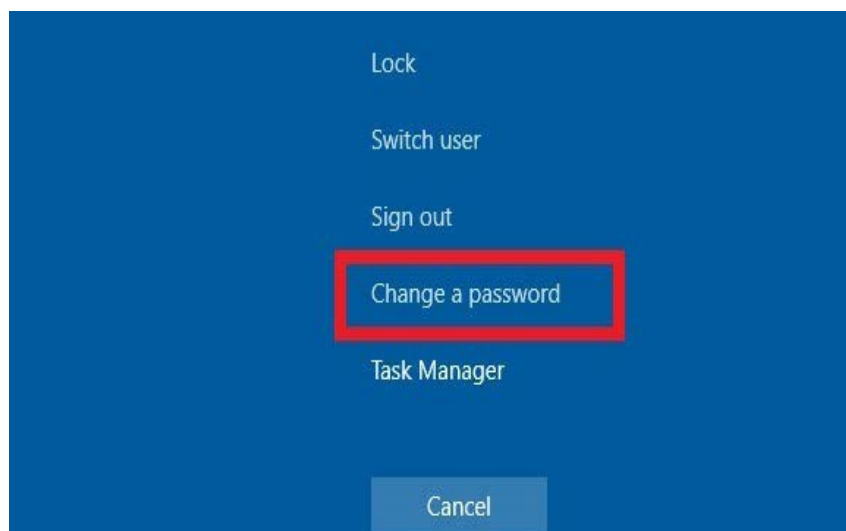 Lock
Switch user
Sign out
Change a password
Task Manager
Cancel